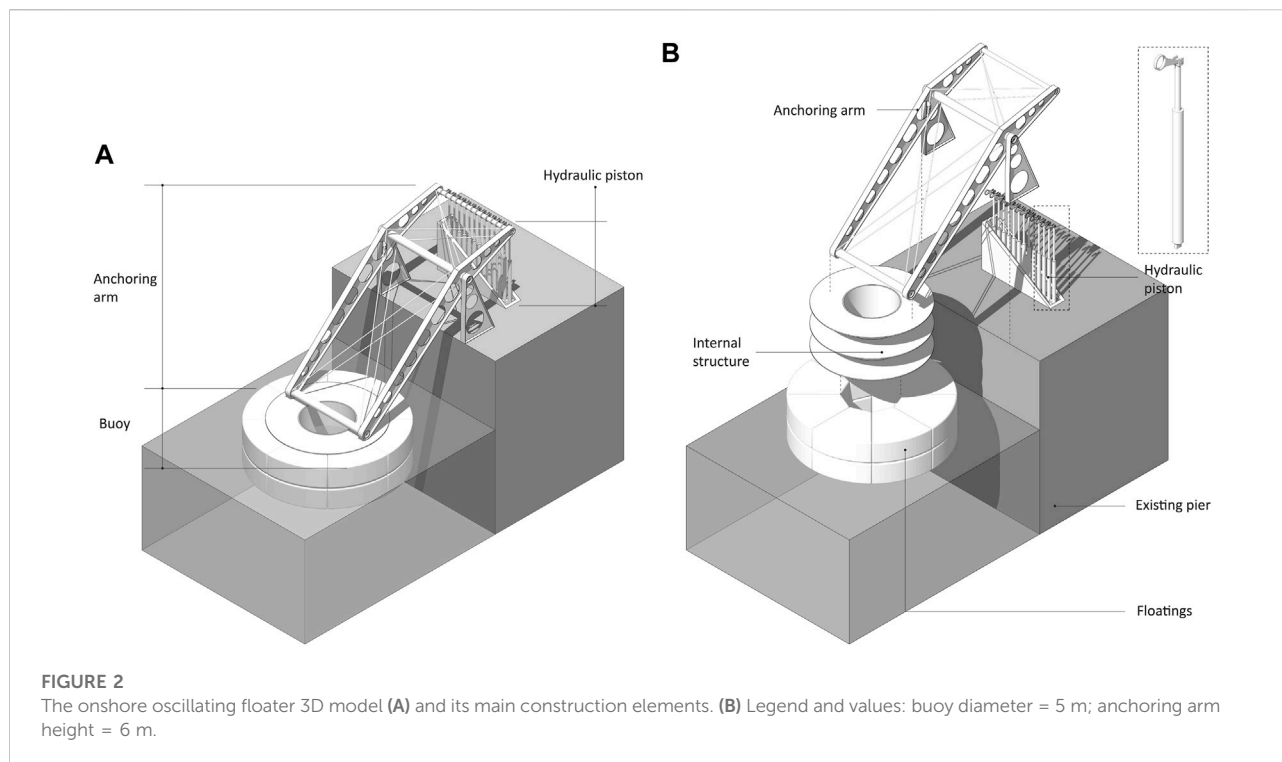 A
Hydraulic piston
Anchoring
arm
Buoy
B
Anchoring arm
Hydraulic
piston
Internal
structure
Existing pier
Floatings
FIGURE 2
The onshore oscillating floater 3D model (A) and its main construction elements. (B) Legend and values: buoy diameter = 5 m; anchoring arm
height = 6 m.